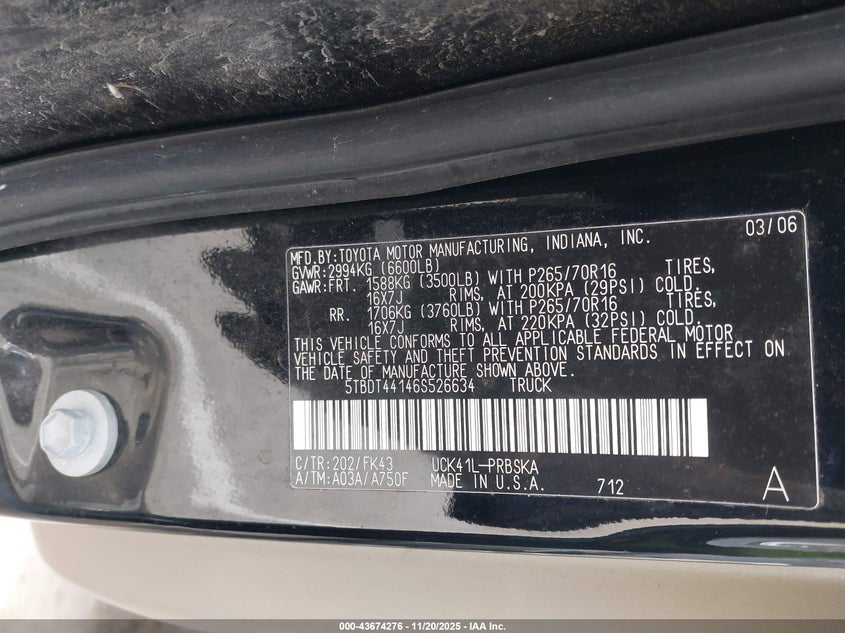 03/06
MFD.BY:TOYOTA MOTOR MANUFACTURING, INDIANA, INC.
GVWR:2994KG (6600LB)
GAWR:FRT. 1588KG (3500LB) WITH P265/70R16 TIRES,
16X7J RIMS, AT 200KPA (29PSI) COLD.
RR. 1706KG (3760LB) WITH P265/70R16 TIRES,
16X7J RIMS, AT 220KPA (32PSI) COLD.
THIS VEHICLE CONFORMS TO ALL APPLICABLE FEDERAL MOTOR
VEHICLE SAFETY AND THEFT PREVENTION STANDARDS IN EFFECT ON
THE DATE OF MANUFACTURE SHOWN ABOVE.
5TBDT44146S526634 TRUCK
C/TR:202/FK43 UCK41L-PRBSKA
A/TM:A03A/A750F MADE IN U.S.A. 712 A
000-43674276 - 11/20/2025 - IAA Inc.